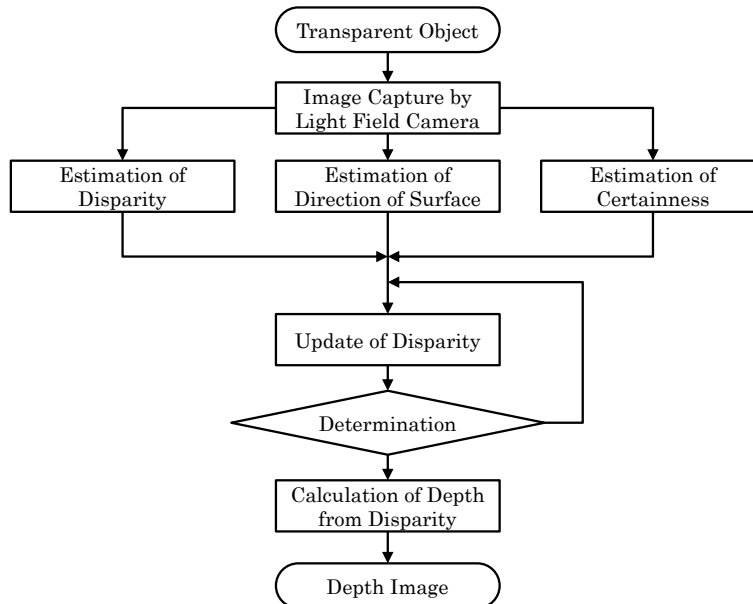 Transparent Object
Image Capture by
Light Field Camera
Estimation of
Disparity
Estimation of
Direction of Surface
Estimation of
Certainness
Update of Disparity
Determination
Calculation of Depth
from Disparity
Depth Image